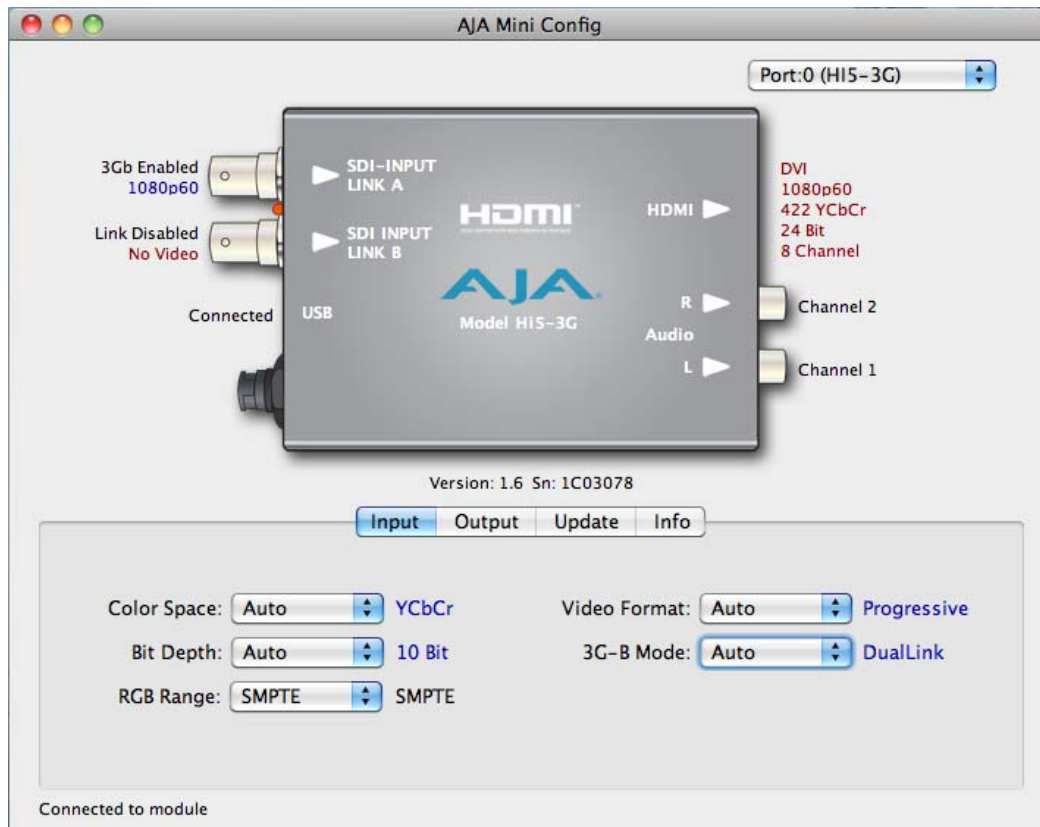 AJA Mini Config
Port:0 (HI5-3G)
3Gb Enabled
1080p60
Link Disabled
No Video
Connected
SDI-INPUT
LINK A
SDI INPUT
LINK B
USB
HDMI
AJA
Model Hi5-3G
HDMI
R
Audio
L
DVI
1080p60
422 YCbCr
24 Bit
8 Channel
Channel 2
Channel 1
Version: 1.6 Sn: 1C03078
Input Output Update Info
Color Space: Auto YCbCr
Video Format: Auto Progressive
Bit Depth: Auto 10 Bit
3G-B Mode: Auto DualLink
RGB Range: SMPTE SMPTE
Connected to module